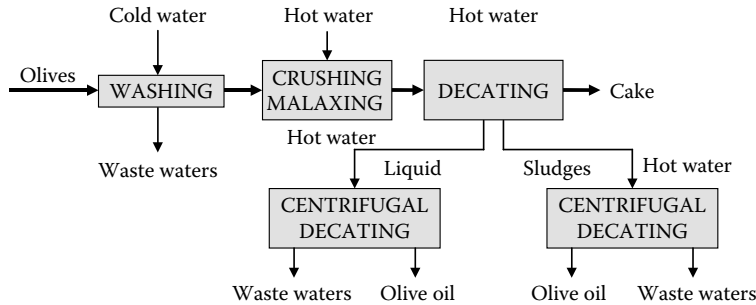 Cold water
Hot water
Hot water
Olives
WASHING
CRUSHING
MALAXING
DECATING
Cake
Waste waters
Hot water
Liquid
Sludges
Hot water
CENTRIFUGAL
DECATING
CENTRIFUGAL
DECATING
Waste waters
Olive oil
Olive oil
Waste waters